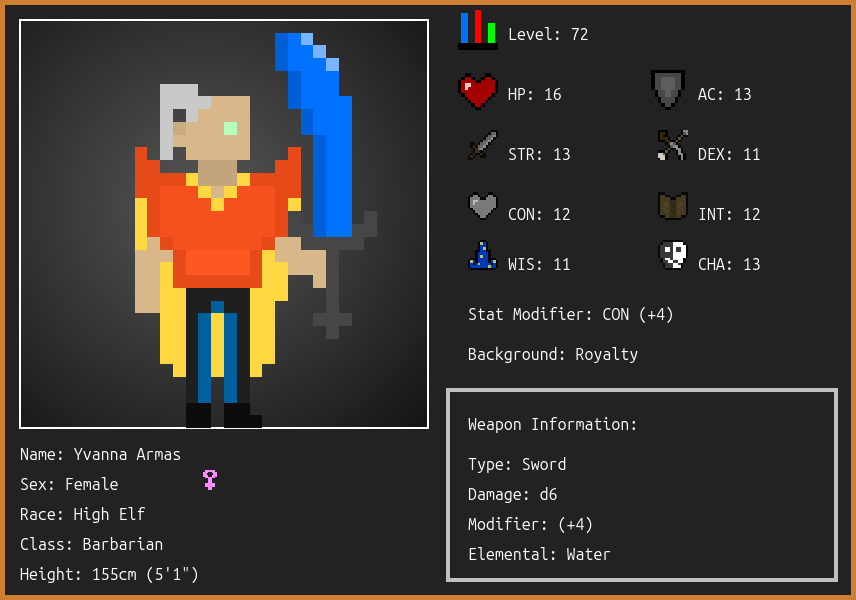 Level: 72
HP: 16
AC: 13
STR: 13
DEX: 11
CON: 12
INT: 12
WIS: 11
CHA: 13
Stat Modifier: CON (+4)
Background: Royalty
Weapon Information:
Type: Sword
Damage: d6
Modifier: (+4)
Elemental: Water
Name: Yvanna Armas
Sex: Female
Race: High Elf
Class: Barbarian
Height: 155cm (5'1")